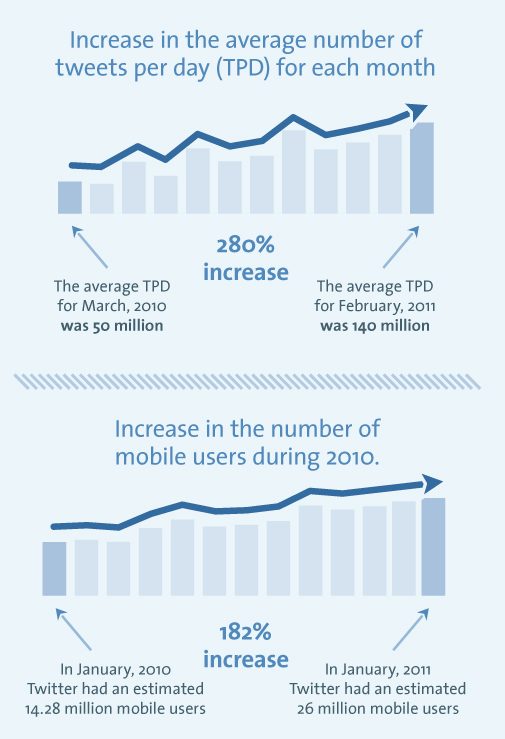 Increase in the average number of
tweets per day (TPD) for each month
280%
increase
The average TPD
for March, 2010
was 50 million
The average TPD
for February, 2011
was 140 million
Increase in the number of
mobile users during 2010.
182%
increase
In January, 2010
Twitter had an estimated
14.28 million mobile users
In January, 2011
Twitter had an estimated
26 million mobile users